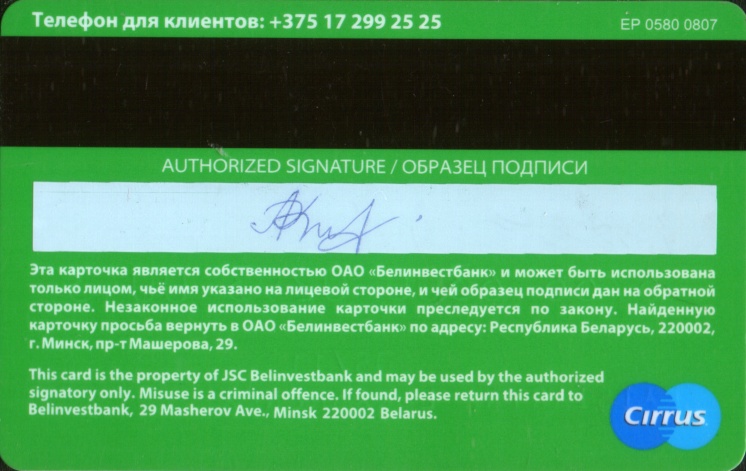 Телефон для клиентов: +375 17 299 25 25
EP 0580 0807
AUTHORIZED SIGNATURE / ОБРАЗЕЦ ПОДПИСИ
Эта карточка является собственностью ОАО «Белинвестбанк» и может быть использована
только лицом, чьё имя указано на лицевой стороне, и чей образец подписи дан на обратной
стороне. Незаконное использование карточки преследуется по закону. Найденную
карточку просьба вернуть в ОАО «Белинвестбанк» по адресу: Республика Беларусь, 220002,
г. Минск, пр-т Машерова, 29.
This card is the property of JSC Belinvestbank and may be used by the authorized
signatory only. Misuse is a criminal offence. If found, please return this card to
Belinvestbank, 29 Masherov Ave., Minsk 220002 Belarus.
Cirrus